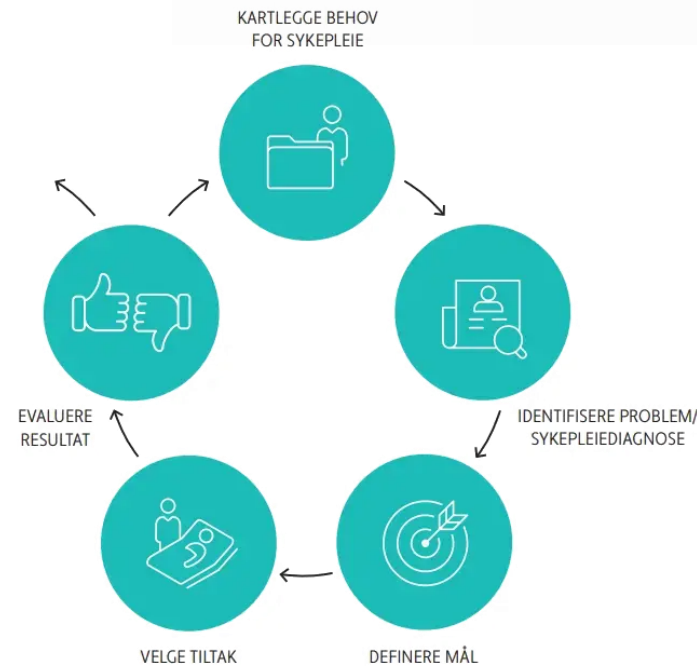 KARTLEGGE BEHOV
FOR SYKEPLEIE
IDENTIFISERE PROBLEM/
SYKEPLEIEDIAGNOSE
DEFINERE MÅL
VELGE TILTAK
EVALUERE
RESULTAT